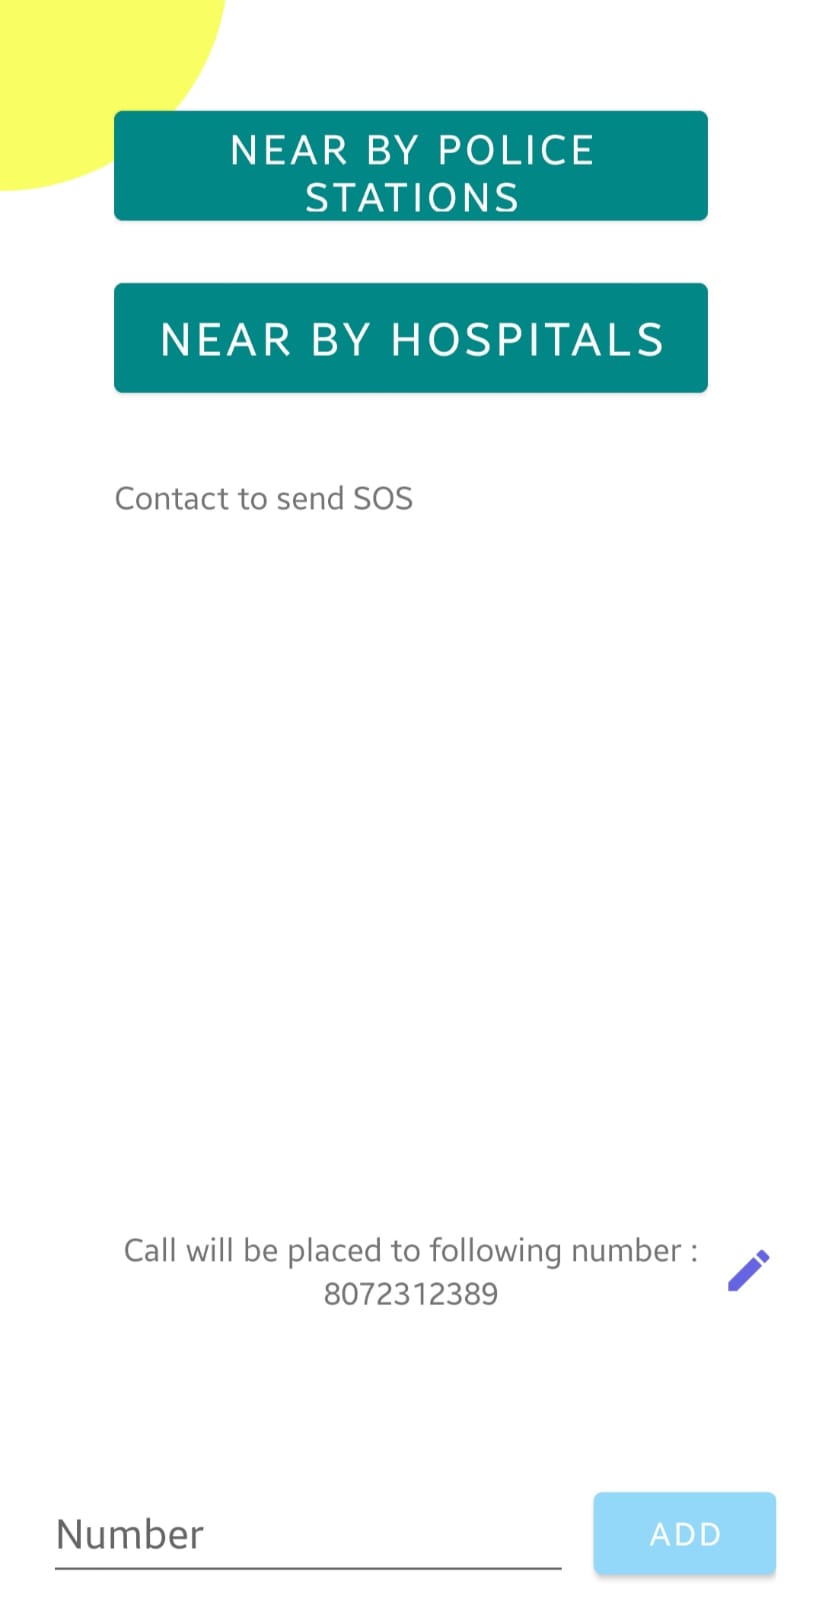 NEAR BY POLICE
STATIONS
NEAR BY HOSPITALS
Contact to send SOS
Call will be placed to following number :
8072312389
Number
ADD